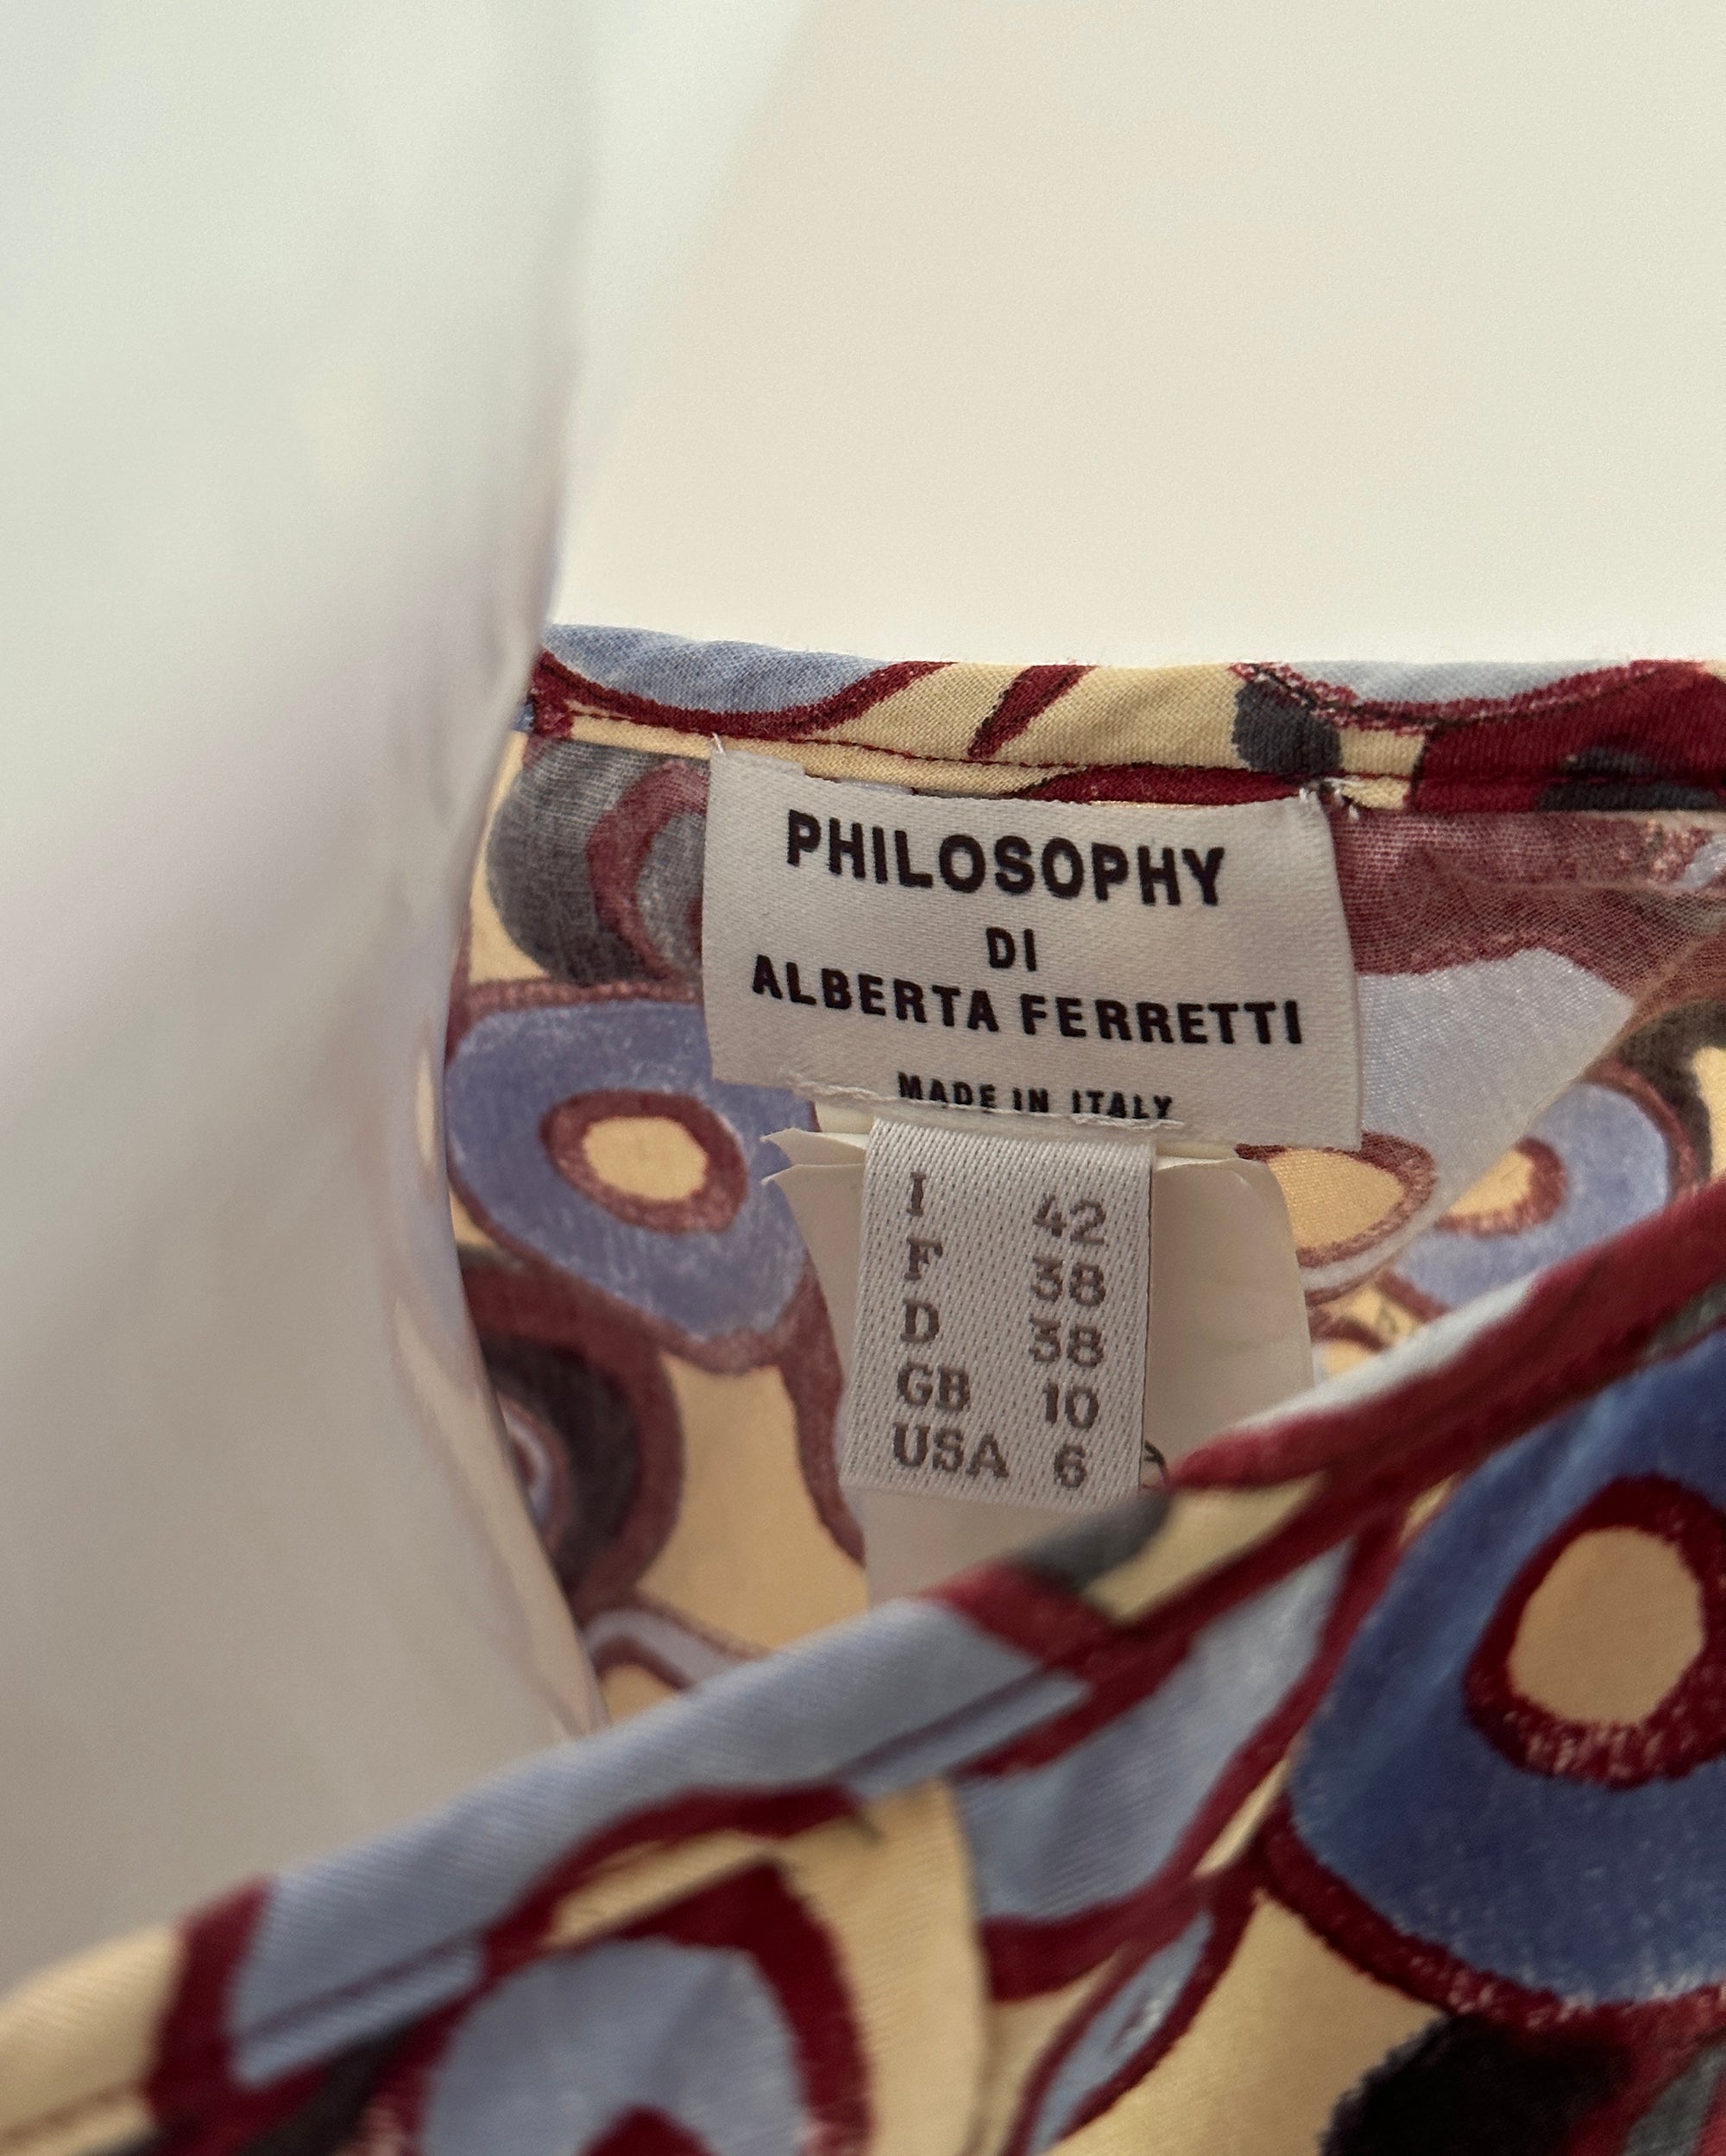 PHILOSOPHY
DI
ALBERTA FERRETTI
MADE IN ITALY
I 42
F 38
D 38
GB 10
USA 6